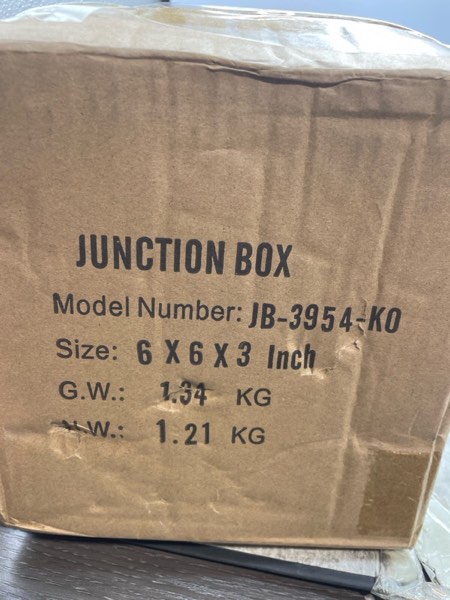 JUNCTION BOX
Model Number: JB-3954-KO
Size: 6 X 6 X 3 Inch
G.W.: 1.34 KG
N.W.: 1.21 KG